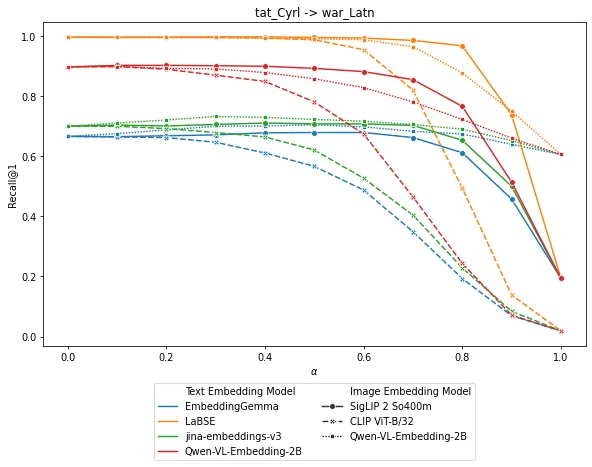 tat_Cyrl -> war_Latn
Recall@1
1.0
0.8
0.6
0.4
0.2
0.0
0.0 0.2 0.4 0.6 0.8 1.0
α
Text Embedding Model
EmbeddingGemma
LaBSE
jina-embeddings-v3
Qwen-VL-Embedding-2B
Image Embedding Model
SigLIP 2 So400m
CLIP ViT-B/32
Qwen-VL-Embedding-2B